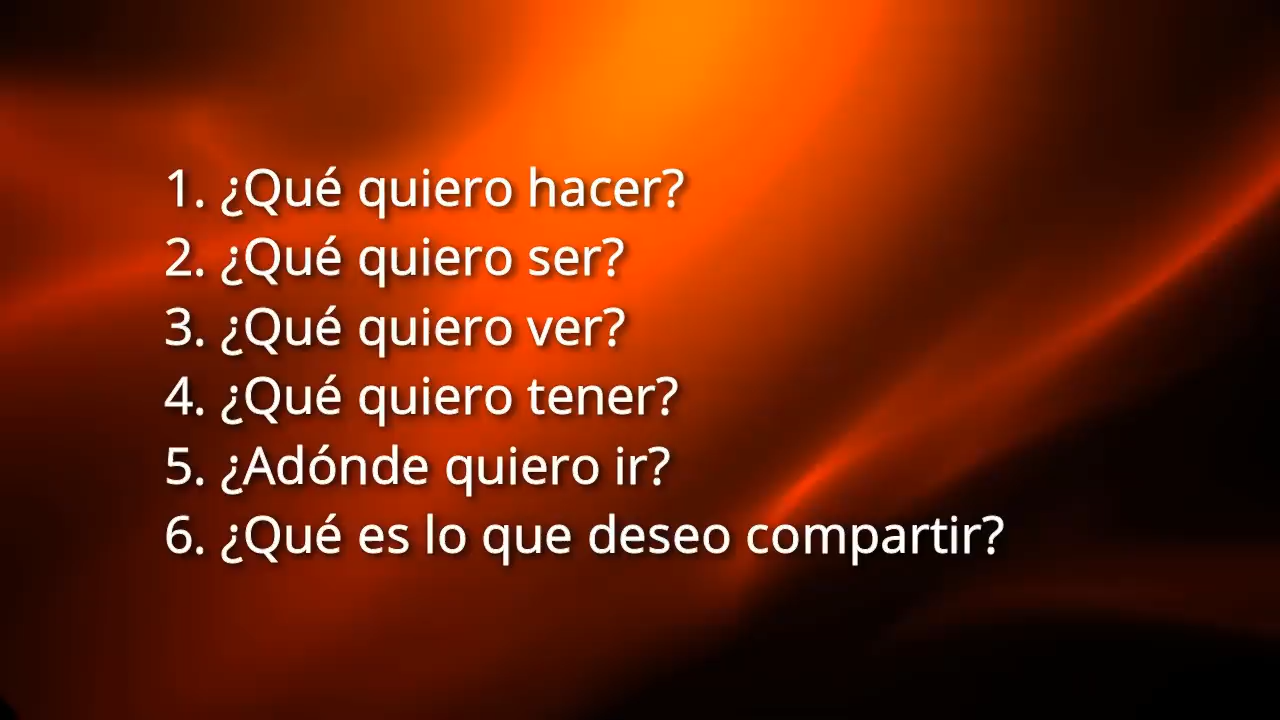 1. ¿Qué quiero hacer?
2. ¿Qué quiero ser?
3. ¿Qué quiero ver?
4. ¿Qué quiero tener?
5. ¿Adónde quiero ir?
6. ¿Qué es lo que deseo compartir?